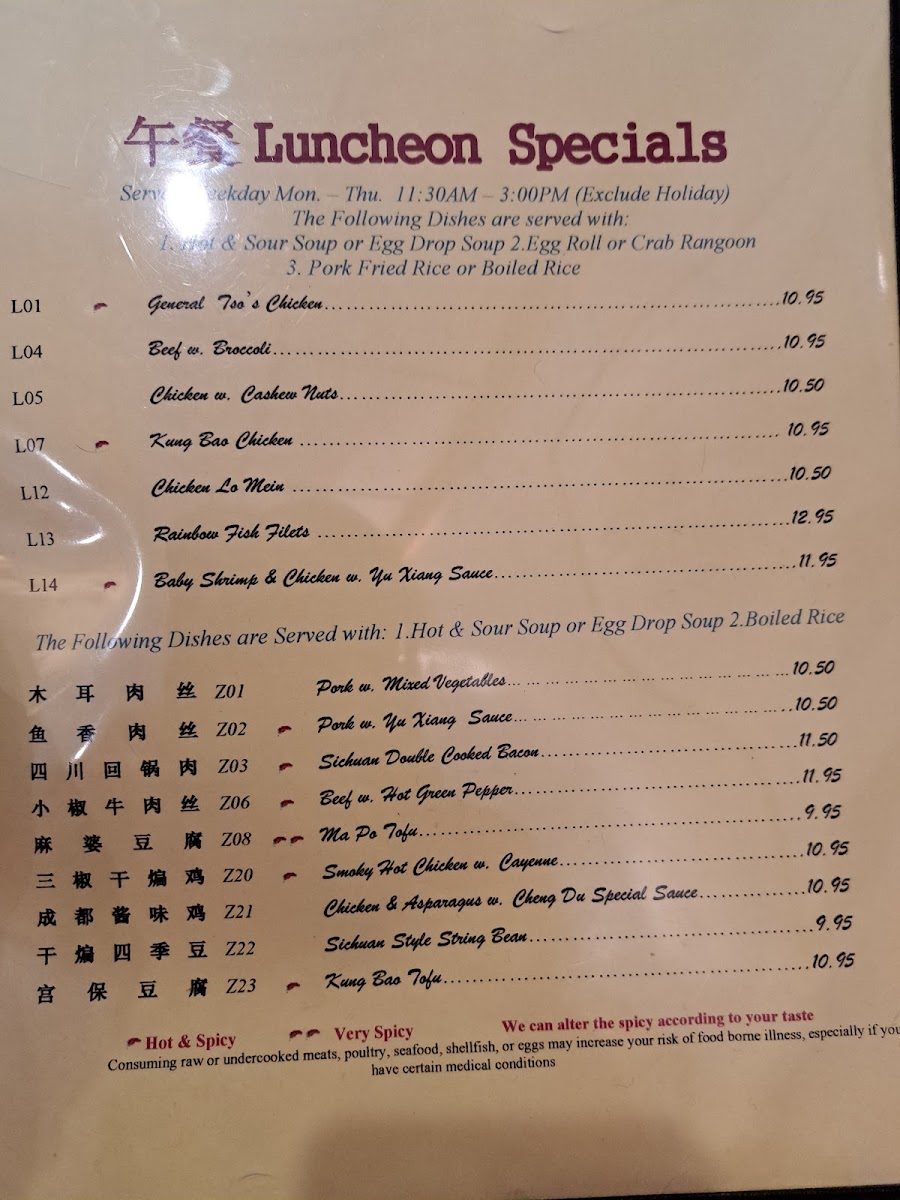 午餐 Luncheon Specials
Mon. – Thu. 11:30AM – 3:00PM (Exclude Holiday)
The Following Dishes are served with:
1. Hot & Sour Soup or Egg Drop Soup 2.Egg Roll or Crab Rangoon
3. Pork Fried Rice or Boiled Rice
L01 General Tso's Chicken 10.95
L04 Beef w. Broccoli 10.95
L05 Chicken w. Cashew Nuts 10.50
L07 Kung Bao Chicken 10.95
L12 Chicken Lo Mein 10.50
L13 Rainbow Fish Filets 12.95
L14 Baby Shrimp & Chicken w. Yu Xiang Sauce 11.95
The Following Dishes are Served with: 1.Hot & Sour Soup or Egg Drop Soup 2.Boiled Rice
木耳肉丝 Z01 Pork w. Mixed Vegetables 10.50
鱼香肉丝 Z02 Pork w. Yu Xiang Sauce 10.50
四川回锅肉 Z03 Sichuan Double Cooked Bacon 11.50
小椒牛肉丝 Z06 Beef w. Hot Green Pepper 11.95
麻婆豆腐 Z08 Ma Po Tofu 9.95
三椒干煸鸡 Z20 Smoky Hot Chicken w. Cayenne 10.95
成都酱味鸡 Z21 Chicken & Asparagus w. Cheng Du Special Sauce 10.95
干煸四季豆 Z22 Sichuan Style String Bean 9.95
宫保豆腐 Z23 Kung Bao Tofu 10.95
Hot & Spicy Very Spicy We can alter the spicy according to your taste
Consuming raw or undercooked meats, poultry, seafood, shellfish, or eggs may increase your risk of food borne illness, especially if you
have certain medical conditions